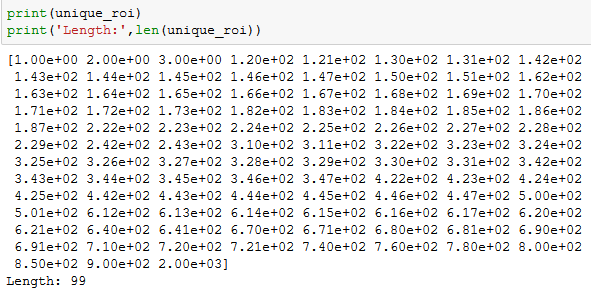 print(unique_roi)
print('Length:',len(unique_roi))
[1.00e+00 2.00e+00 3.00e+00 1.20e+02 1.21e+02 1.30e+02 1.31e+02 1.42e+02
1.43e+02 1.44e+02 1.45e+02 1.46e+02 1.47e+02 1.50e+02 1.51e+02 1.62e+02
1.63e+02 1.64e+02 1.65e+02 1.66e+02 1.67e+02 1.68e+02 1.69e+02 1.70e+02
1.71e+02 1.72e+02 1.73e+02 1.82e+02 1.83e+02 1.84e+02 1.85e+02 1.86e+02
1.87e+02 2.22e+02 2.23e+02 2.24e+02 2.25e+02 2.26e+02 2.27e+02 2.28e+02
2.29e+02 2.42e+02 2.43e+02 3.10e+02 3.11e+02 3.22e+02 3.23e+02 3.24e+02
3.25e+02 3.26e+02 3.27e+02 3.28e+02 3.29e+02 3.30e+02 3.31e+02 3.42e+02
3.43e+02 3.44e+02 3.45e+02 3.46e+02 3.47e+02 4.22e+02 4.23e+02 4.24e+02
4.25e+02 4.42e+02 4.43e+02 4.44e+02 4.45e+02 4.46e+02 4.47e+02 5.00e+02
5.01e+02 6.12e+02 6.13e+02 6.14e+02 6.15e+02 6.16e+02 6.17e+02 6.20e+02
6.21e+02 6.40e+02 6.41e+02 6.70e+02 6.71e+02 6.80e+02 6.81e+02 6.90e+02
6.91e+02 7.10e+02 7.20e+02 7.21e+02 7.40e+02 7.60e+02 7.80e+02 8.00e+02
8.50e+02 9.00e+02 2.00e+03]
Length: 99